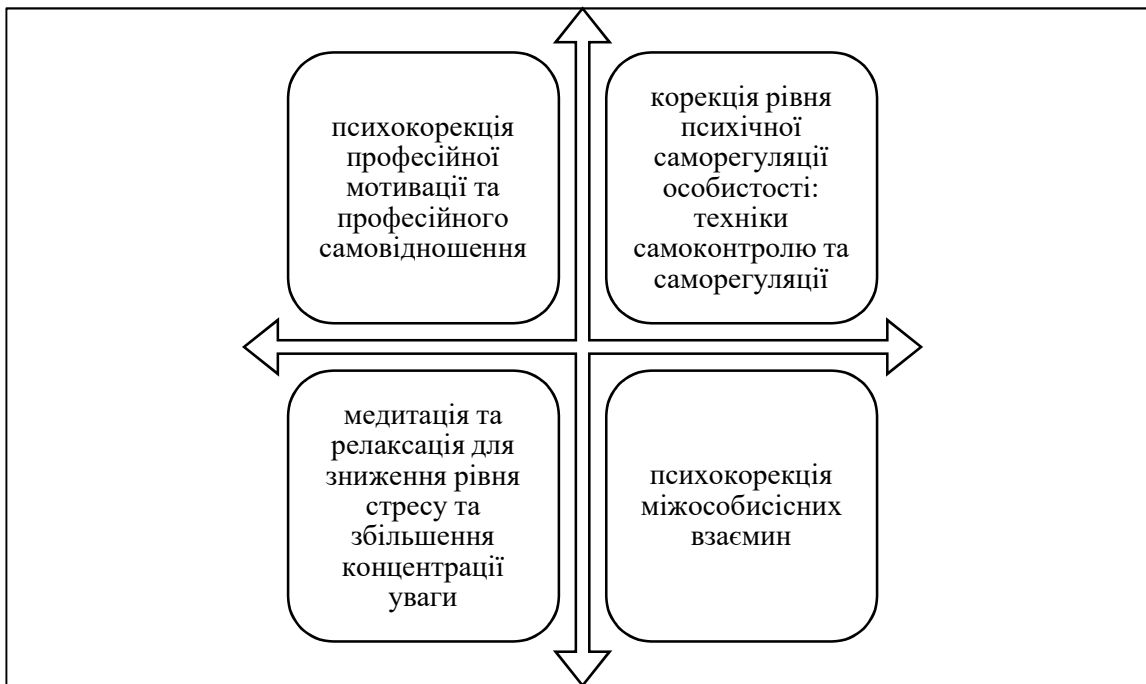 психокорекція
професійної
мотивації та
професійного
самовідношення
корекція рівня
психічної
саморегуляції
особистості:
техніки
самоконтролю та
саморегуляції
медитація та
релаксація для
зниження рівня
стресу та
збільшення
концентрації
уваги
психокорекція
міжособисісних
взаємин